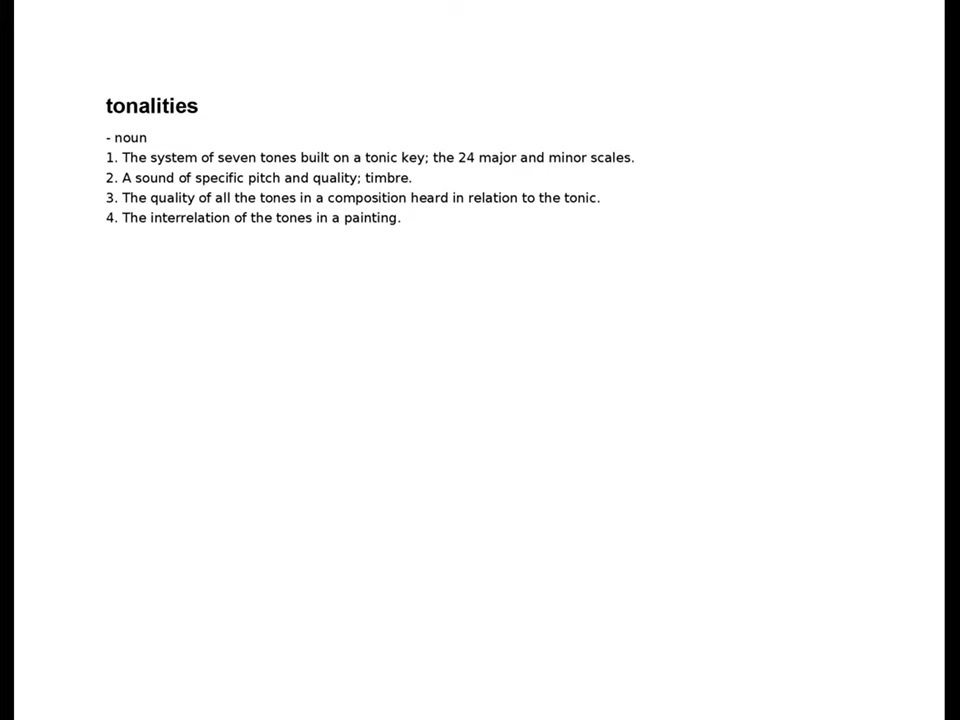 tonalities
- noun
1. The system of seven tones built on a tonic key; the 24 major and minor scales.
2. A sound of specific pitch and quality; timbre.
3. The quality of all the tones in a composition heard in relation to the tonic.
4. The interrelation of the tones in a painting.